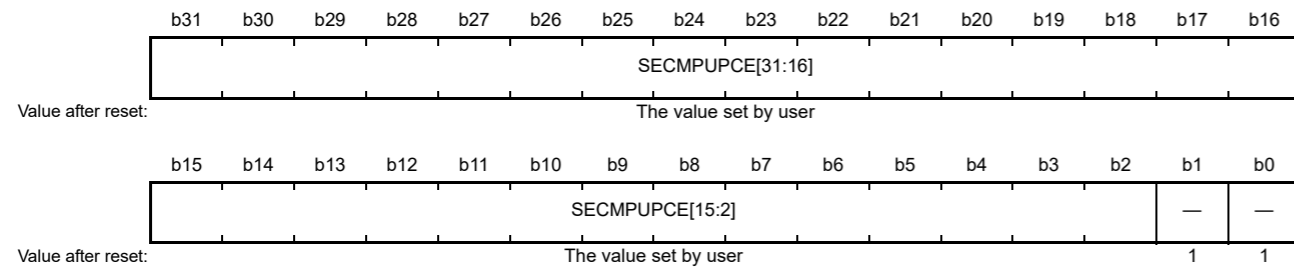 b31 b30 b29 b28 b27 b26 b25 b24 b23 b22 b21 b20 b19 b18 b17 b16
SECMPUPCE[31:16]
Value after reset: The value set by user
b15 b14 b13 b12 b11 b10 b9 b8 b7 b6 b5 b4 b3 b2 b1 b0
SECMPUPCE[15:2] — —
Value after reset: The value set by user 1 1